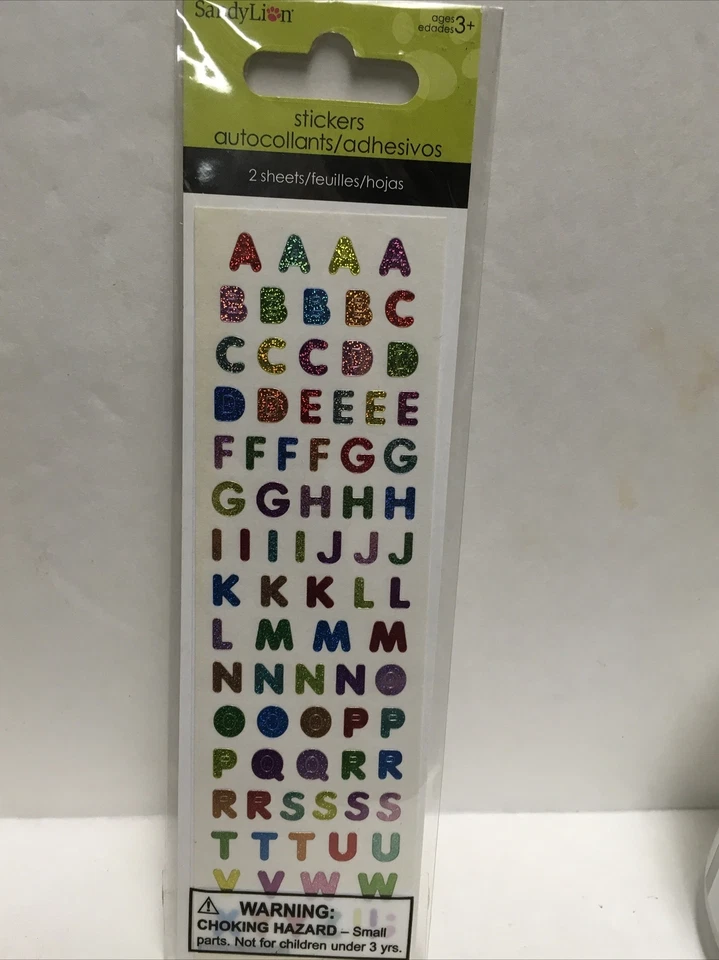 SandyLion
ages 3+
edades
stickers
autocollants/adhesivos
2 sheets/feuilles/hojas
A A A A
B B B B C
C C C D D
D D E E E E
F F F F G G
G G H H H
I I I I J J J
K K K L L
L M M M
N N N N O
O O O P P
P Q Q R R
R R S S S S
T T T U U
V V W W
WARNING:
CHOKING HAZARD – Small
parts. Not for children under 3 yrs.